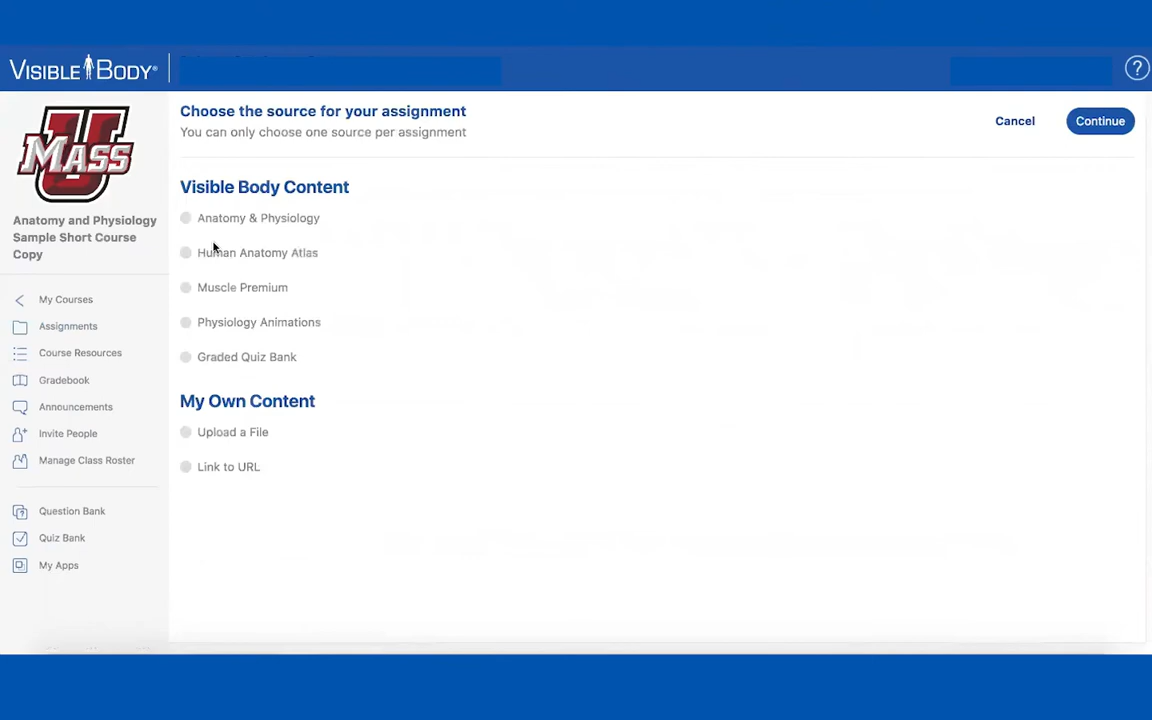 VISIBLE BODY®
?
Choose the source for your assignment
You can only choose one source per assignment
Cancel
Continue
U
MASS
Anatomy and Physiology
Sample Short Course
Copy
My Courses
Assignments
Course Resources
Gradebook
Announcements
Invite People
Manage Class Roster
Question Bank
Quiz Bank
My Apps
Visible Body Content
Anatomy & Physiology
Human Anatomy Atlas
Muscle Premium
Physiology Animations
Graded Quiz Bank
My Own Content
Upload a File
Link to URL